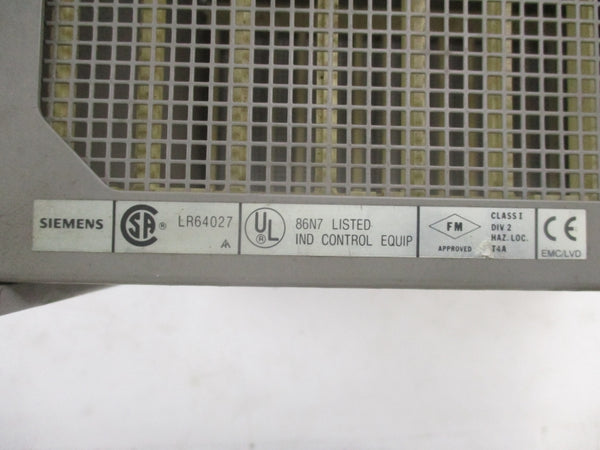 SIEMENS
CSA ® LR64027
UL ®
86N7 LISTED
IND CONTROL EQUIP
FM
APPROVED
CLASS I
DIV 2
HAZ. LOC.
T4A
CE
EMC/LVD